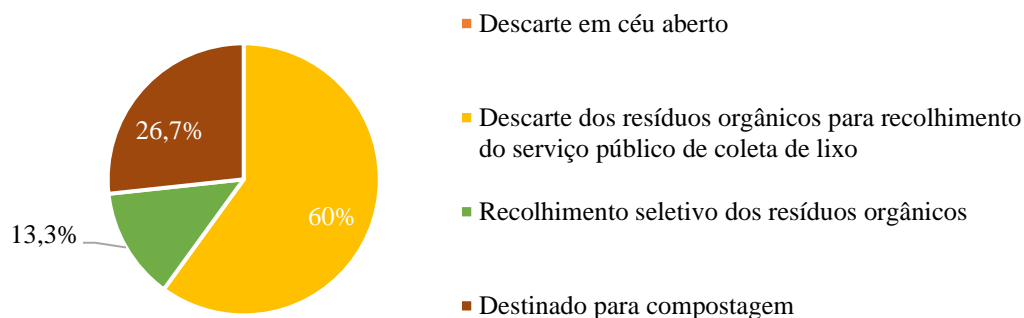 26,7%
60%
13,3%
Descarte em céu aberto
Descarte dos resíduos orgânicos para recolhimento
do serviço público de coleta de lixo
Recolhimento seletivo dos resíduos orgânicos
Destinado para compostagem